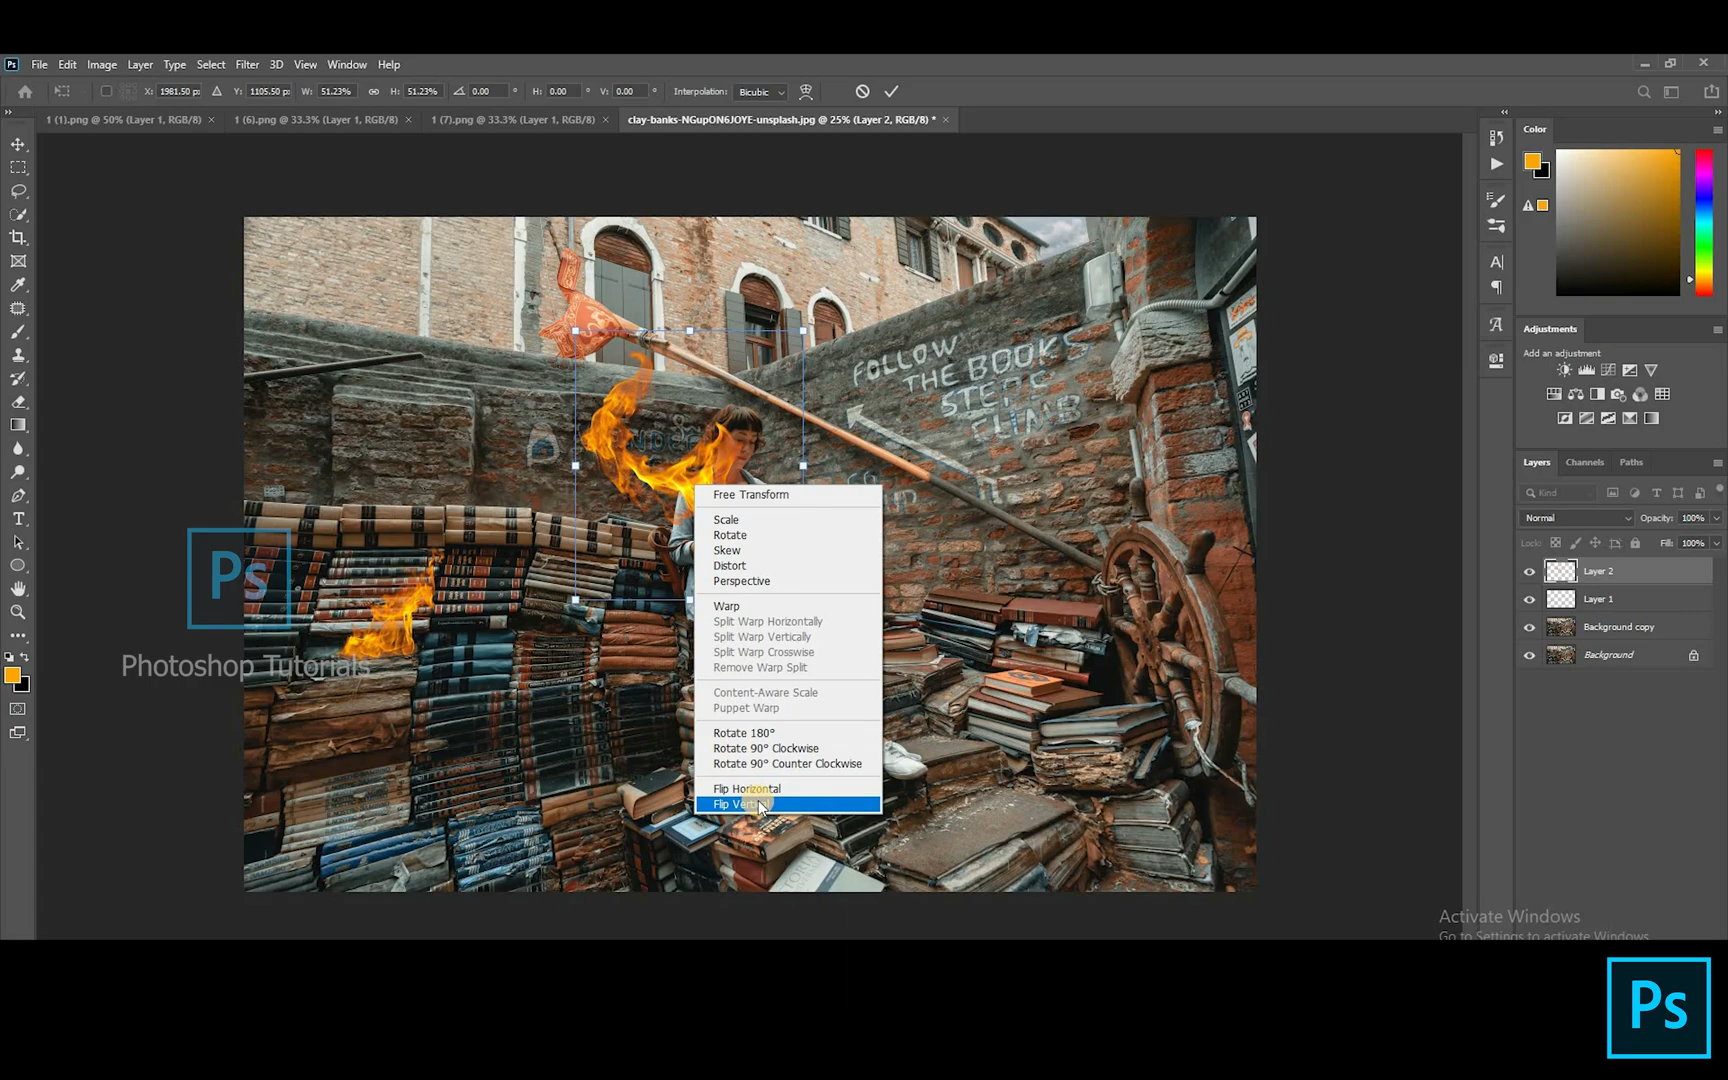 Ps File Edit Image Layer Type Select Filter 3D View Window Help
X: 1981.50 px Y: 1105.50 px W: 51.23% H: 51.23% 0.00 ° H: 0.00 ° V: 0.00 ° Interpolation: Bicubic
1 (1).png @ 50% (Layer 1, RGB/8) × 1 (6).png @ 33.3% (Layer 1, RGB/8) × 1 (7).png @ 33.3% (Layer 1, RGB/8) × clay-banks-NGupON6JOYE-unsplash.jpg @ 25% (Layer 2, RGB/8) * ×
Color
Adjustments
Add an adjustment
Layers Channels Paths
Kind
Normal Opacity: 100%
Lock: Fill: 100%
Layer 2
Layer 1
Background copy
Background
FOLLOW
THE BOOKS
STEPS
CLIMB
Free Transform
Scale
Rotate
Skew
Distort
Perspective
Warp
Split Warp Horizontally
Split Warp Vertically
Split Warp Crosswise
Remove Warp Split
Content-Aware Scale
Puppet Warp
Rotate 180°
Rotate 90° Clockwise
Rotate 90° Counter Clockwise
Flip Horizontal
Flip Vertical
Ps
Photoshop Tutorials
Activate Windows
Go to Settings to activate Windows.
Ps